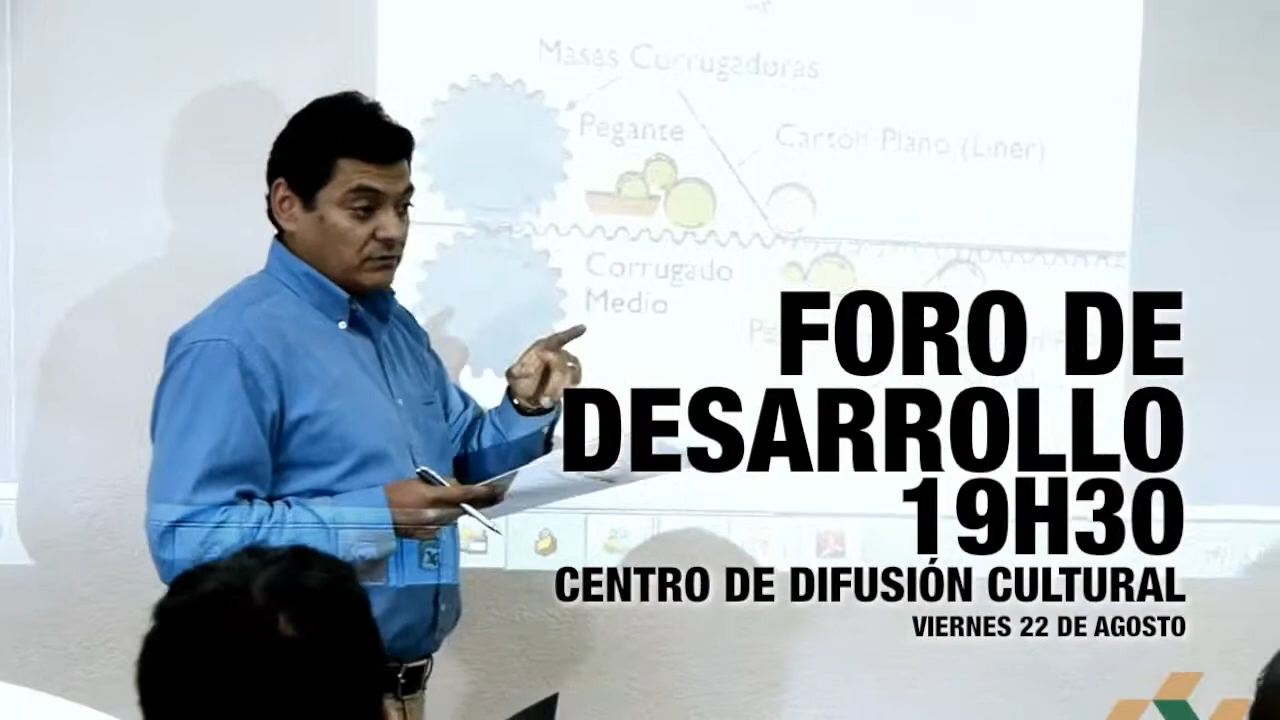 Masas Corrugaduras
Pegante
Cartón Plano (Liner)
Corrugado
Medio
FORO DE
DESARROLLO
19H30
CENTRO DE DIFUSIÓN CULTURAL
VIERNES 22 DE AGOSTO